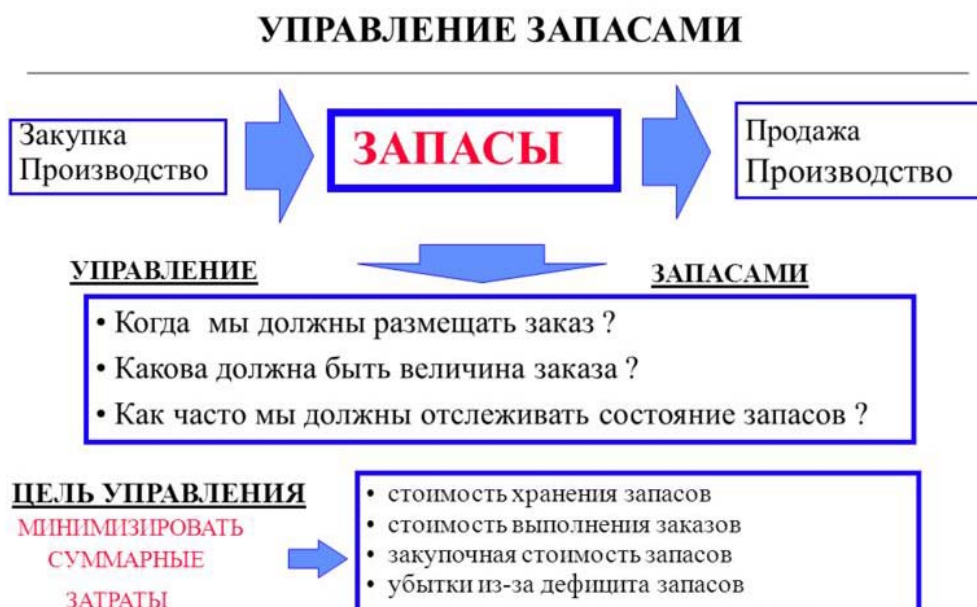 УПРАВЛЕНИЕ ЗАПАСАМИ
Закупка
Производство
ЗАПАСЫ
Продажа
Производство
УПРАВЛЕНИЕ ЗАПАСАМИ
• Когда мы должны размещать заказ ?
• Какова должна быть величина заказа ?
• Как часто мы должны отслеживать состояние запасов ?
ЦЕЛЬ УПРАВЛЕНИЯ
МИНИМИЗИРОВАТЬ
СУММАРНЫЕ
ЗАТРАТЫ
• стоимость хранения запасов
• стоимость выполнения заказов
• закупочная стоимость запасов
• убытки из-за дефицита запасов